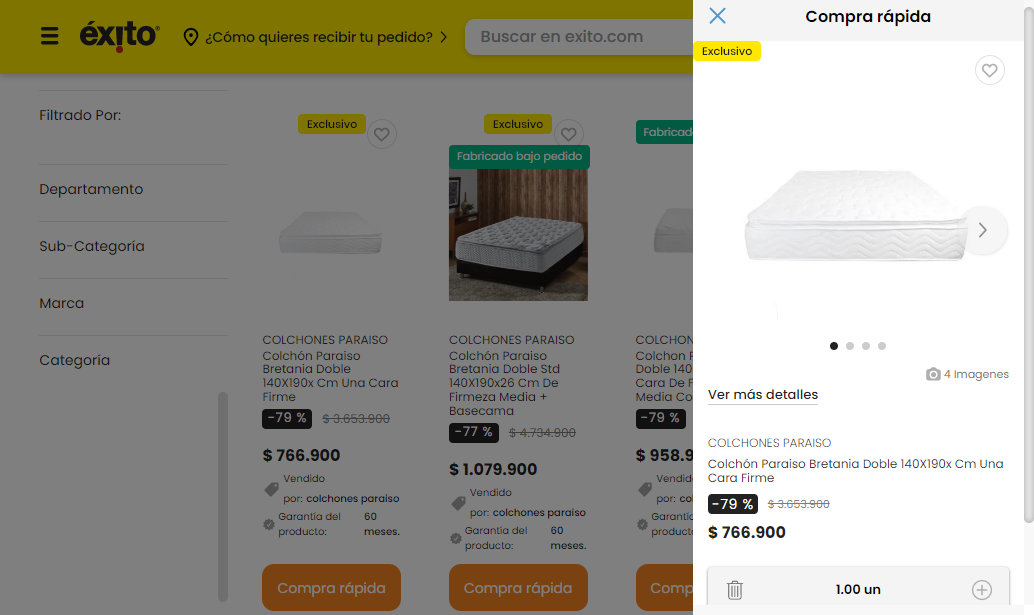 éxito
¿Cómo quieres recibir tu pedido?
Buscar en exito.com
Filtrado Por:
Departamento
Sub-Categoría
Marca
Categoría
Exclusivo
COLCHONES PARAISO
Colchón Paraiso
Bretania Doble
140X190x Cm Una Cara
Firme
-79 % $ 3.653.900
$ 766.900
Vendido
por: colchones paraiso
Garantía del 60
producto: meses.
Compra rápida
Exclusivo
Fabricado bajo pedido
COLCHONES PARAISO
Colchón Paraiso
Bretania Doble Std
140X190x26 Cm De
Firmeza Media +
Basecama
-77 % $ 4.734.900
$ 1.079.900
Vendido
por: colchones paraiso
Garantía del 60
producto: meses.
Compra rápida
Fabricado
COLCHON
Colchon P
Doble 140
Cara De F
Media Co
-79 %
$ 958.9
Vendido
por: co
Garantí
product
Comp
Compra rápida
Exclusivo
4 Imagenes
Ver más detalles
COLCHONES PARAISO
Colchón Paraiso Bretania Doble 140X190x Cm Una
Cara Firme
-79 % $ 3.653.900
$ 766.900
1.00 un